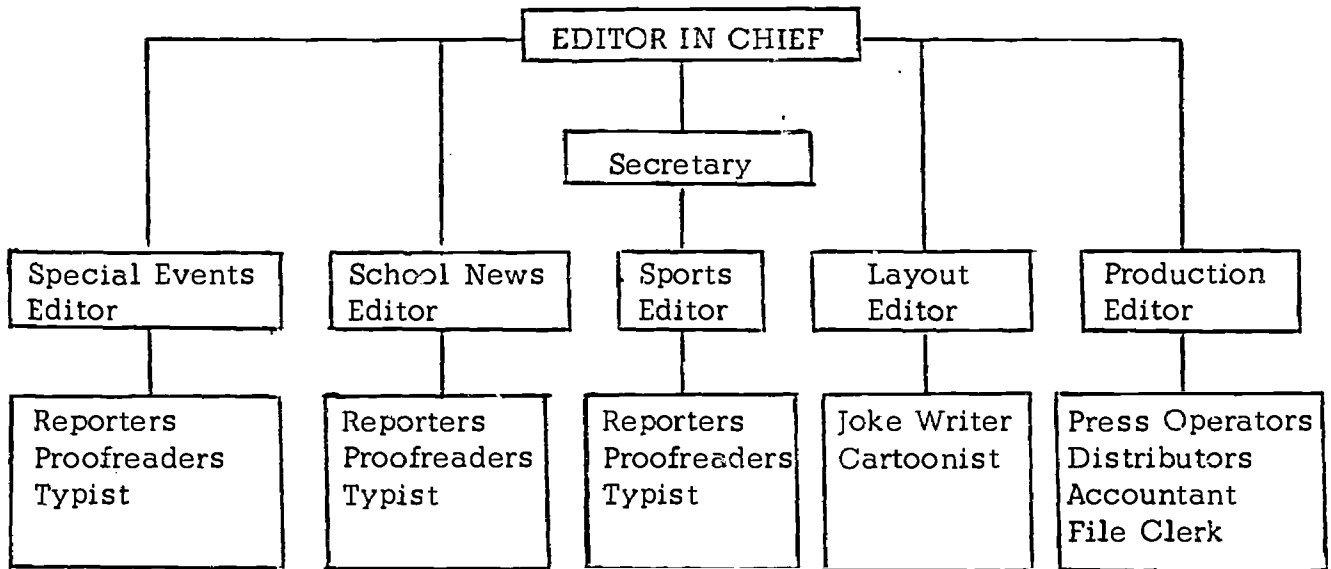 EDITOR IN CHIEF
Secretary
Special Events
Editor
School News
Editor
Sports
Editor
Layout
Editor
Production
Editor
Reporters
Proofreaders
Typist
Reporters
Proofreaders
Typist
Reporters
Proofreaders
Typist
Joke Writer
Cartoonist
Press Operators
Distributors
Accountant
File Clerk